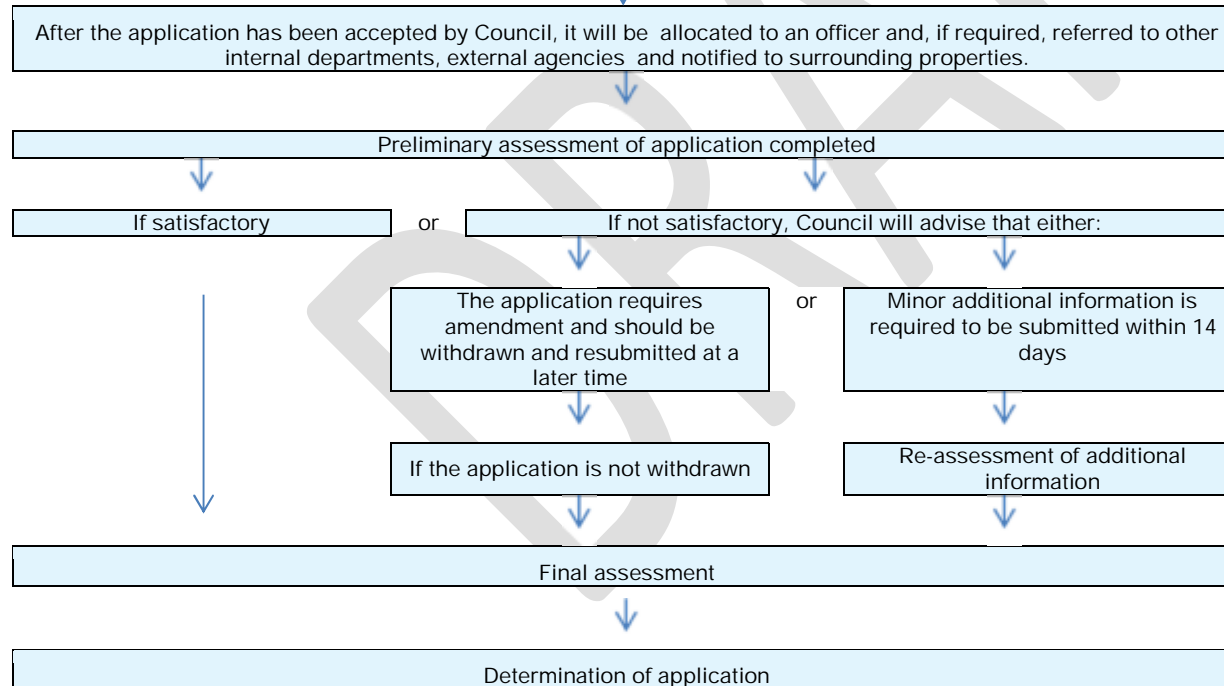 After the application has been accepted by Council, it will be allocated to an officer and, if required, referred to other
internal departments, external agencies and notified to surrounding properties.
Preliminary assessment of application completed
If satisfactory
or
If not satisfactory, Council will advise that either:
The application requires
amendment and should be
withdrawn and resubmitted at a
later time
or
Minor additional information is
required to be submitted within 14
days
If the application is not withdrawn
Re-assessment of additional
information
Final assessment
Determination of application